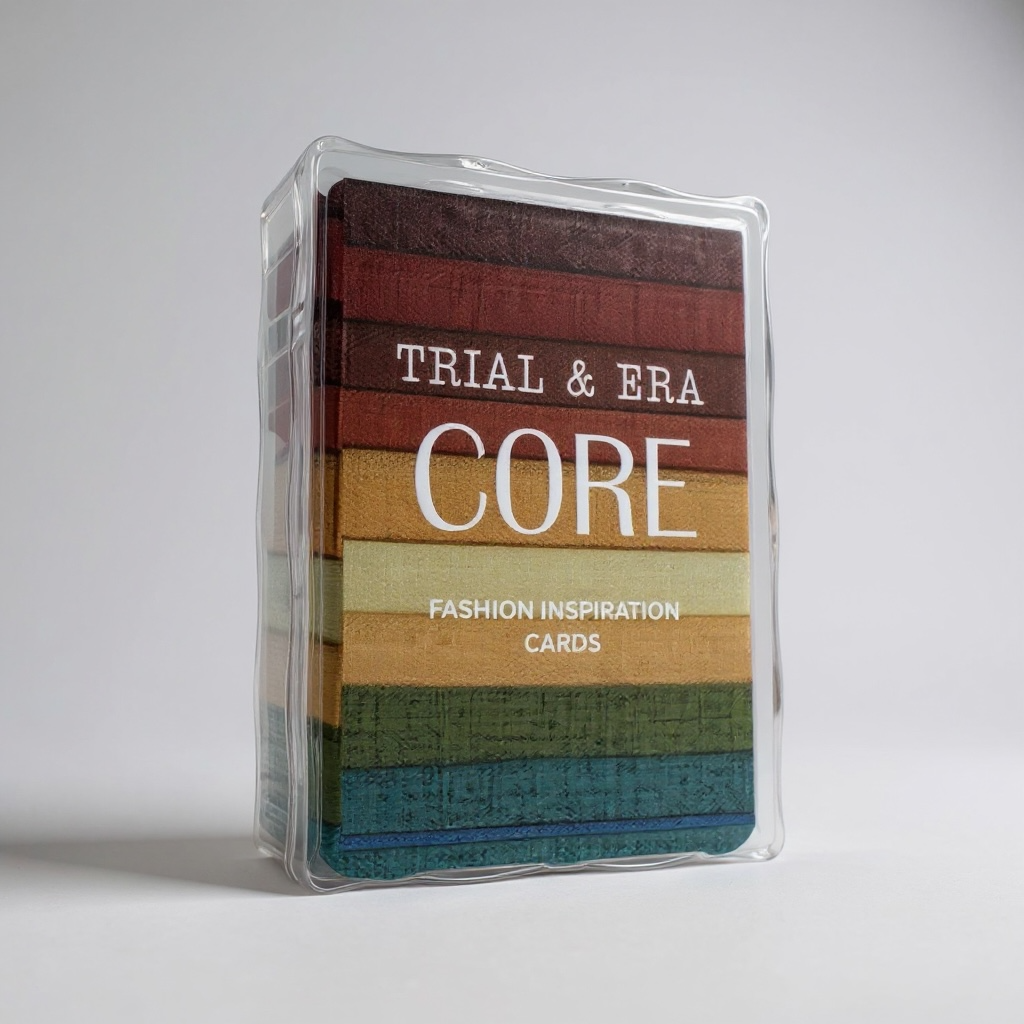 TRIAL & ERA
CORE
FASHION INSPIRATION
CARDS